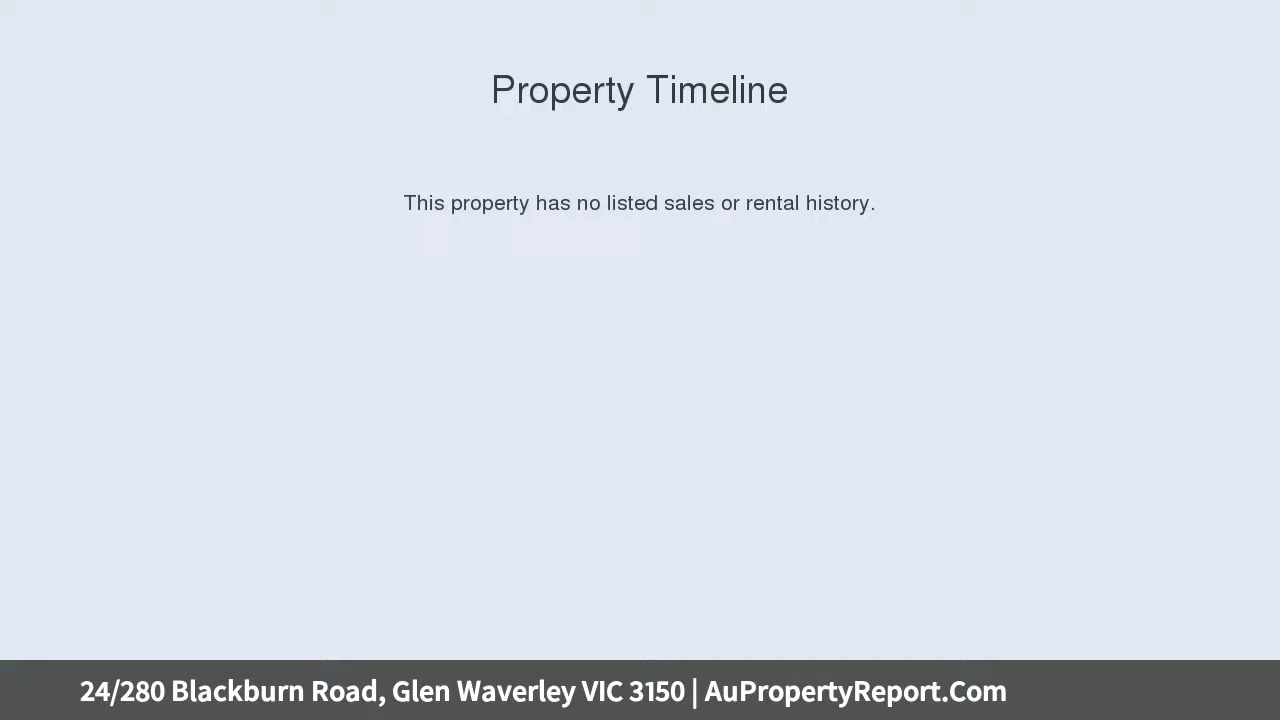 Property Timeline
This property has no listed sales or rental history.
24/280 Blackburn Road, Glen Waverley VIC 3150 | AuPropertyReport.Com